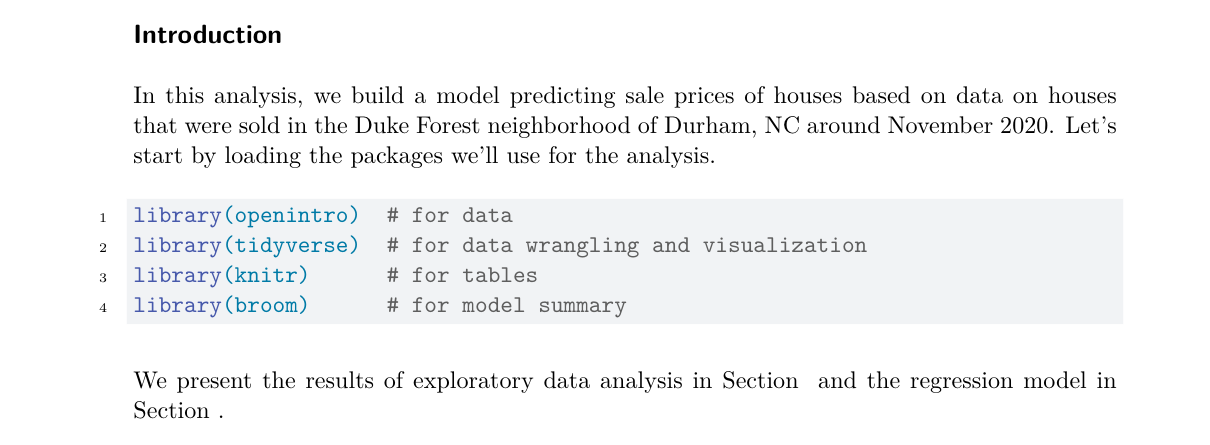 Introduction
In this analysis, we build a model predicting sale prices of houses based on data on houses
that were sold in the Duke Forest neighborhood of Durham, NC around November 2020. Let's
start by loading the packages we'll use for the analysis.
1 library(openintro)  # for data
2 library(tidyverse)  # for data wrangling and visualization
3 library(knitr)      # for tables
4 library(broom)      # for model summary
We present the results of exploratory data analysis in Section  and the regression model in
Section .